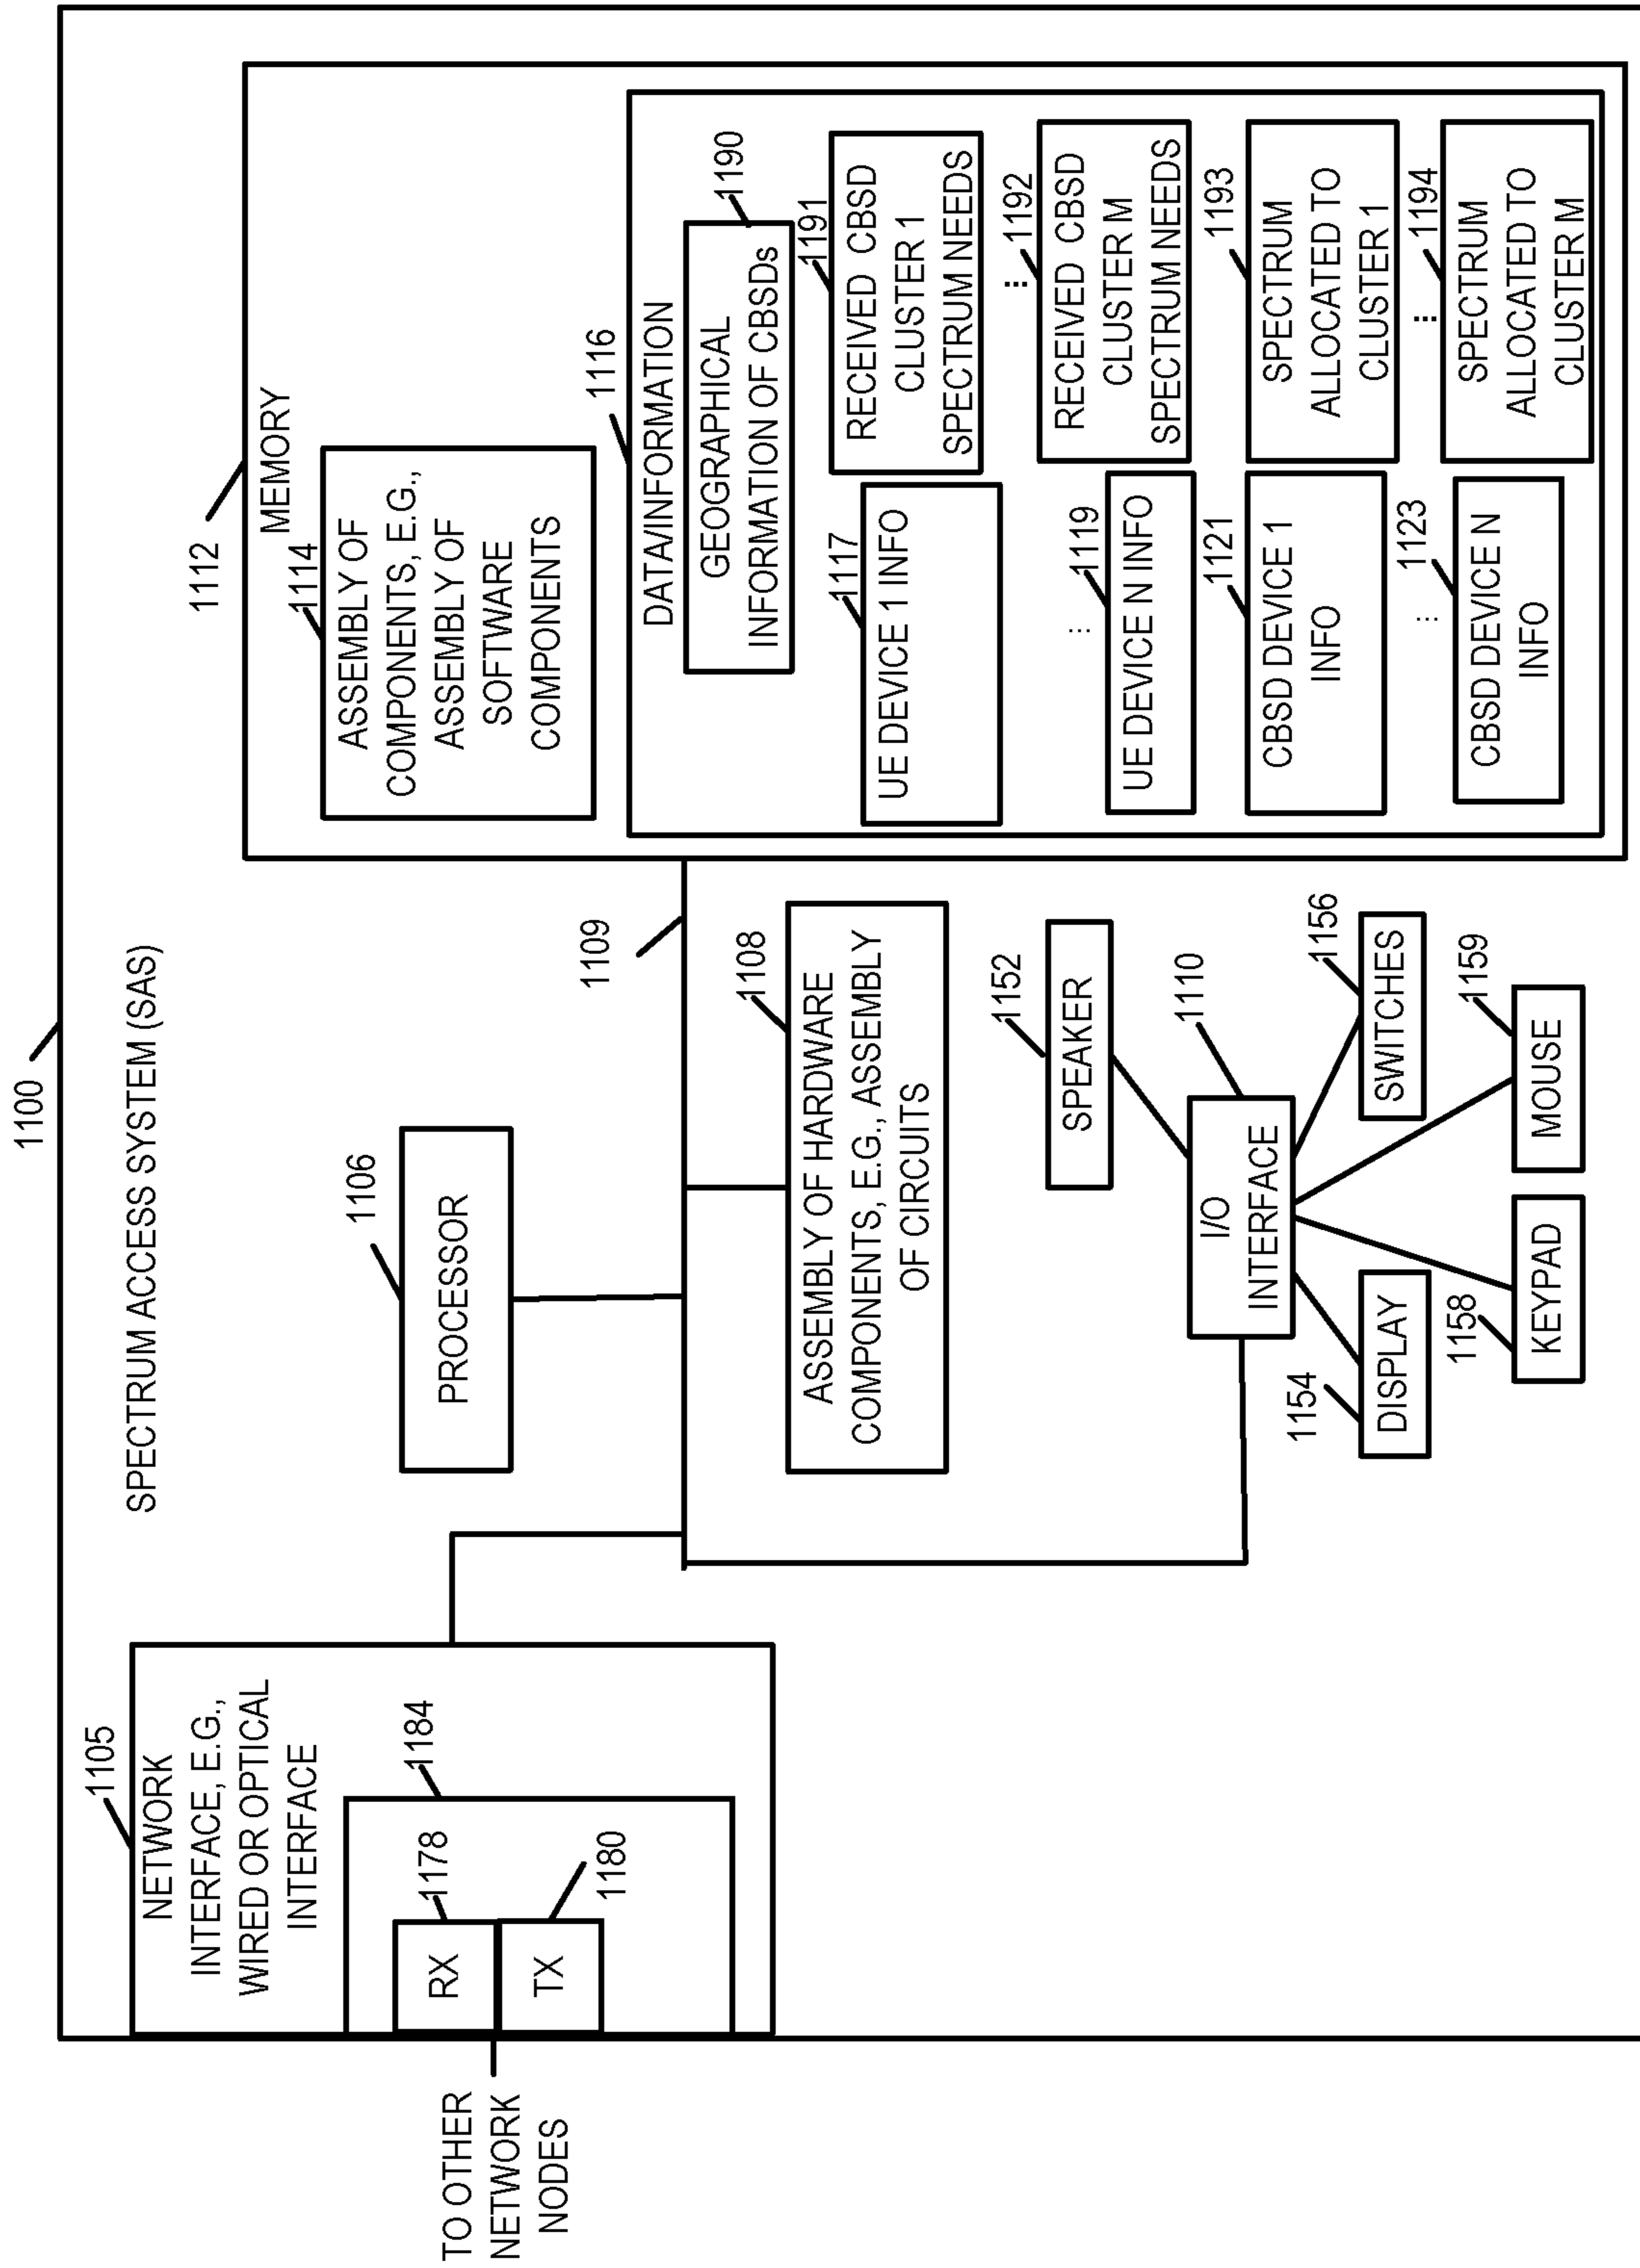 1100
SPECTRUM ACCESS SYSTEM (SAS)
1105
NETWORK
INTERFACE, E.G.,
WIRED OR OPTICAL
INTERFACE
1184
RX
1178
TX
1180
TO OTHER
NETWORK
NODES
1106
PROCESSOR
1109
1108
ASSEMBLY OF HARDWARE
COMPONENTS, E.G., ASSEMBLY
OF CIRCUITS
1152
SPEAKER
1110
I/O
INTERFACE
1154
DISPLAY
1156
SWITCHES
1158
KEYPAD
1159
MOUSE
1112
MEMORY
1114
ASSEMBLY OF
COMPONENTS, E.G.,
ASSEMBLY OF
SOFTWARE
COMPONENTS
1116
DATA/INFORMATION
1190
GEOGRAPHICAL
INFORMATION OF CBSDs
1117
UE DEVICE 1 INFO
⋮
1119
UE DEVICE N INFO
1121
CBSD DEVICE 1
INFO
⋮
1123
CBSD DEVICE N
INFO
1191
RECEIVED CBSD
CLUSTER 1
SPECTRUM NEEDS
⋮
1192
RECEIVED CBSD
CLUSTER M
SPECTRUM NEEDS
1193
SPECTRUM
ALLOCATED TO
CLUSTER 1
⋮
1194
SPECTRUM
ALLOCATED TO
CLUSTER M